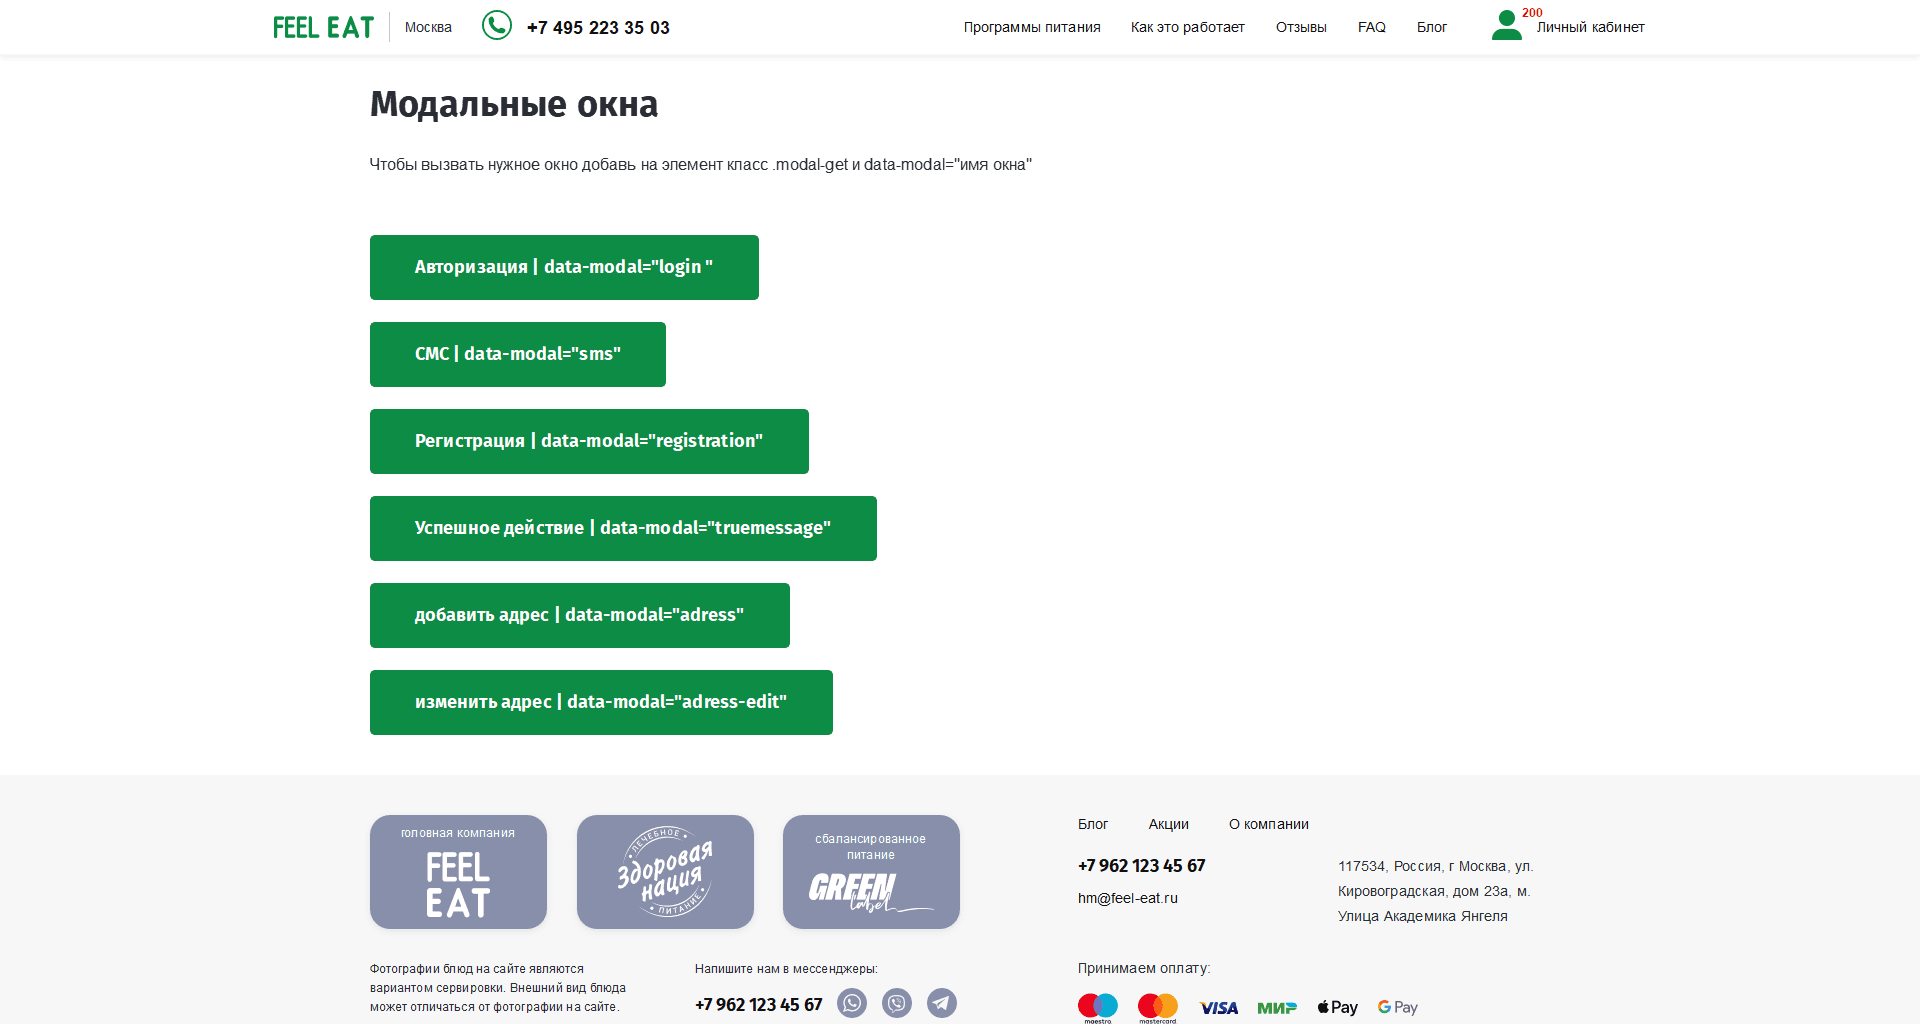 FEEL EAT
Москва
+7 495 223 35 03
Программы питания
Как это работает
Отзывы
FAQ
Блог
200
Личный кабинет
Модальные окна
Чтобы вызвать нужное окно добавь на элемент класс .modal-get и data-modal="имя окна"
Авторизация | data-modal="login "
СМС | data-modal="sms"
Регистрация | data-modal="registration"
Успешное действие | data-modal="truemessage"
добавить адрес | data-modal="adress"
изменить адрес | data-modal="adress-edit"
головная компания
FEEL
EAT
ЛЕЧЕБНОЕ
Здоровая
нация
ПИТАНИЕ
сбалансированное
питание
GREEN
label
Блог
Акции
О компании
+7 962 123 45 67
hm@feel-eat.ru
117534, Россия, г Москва, ул.
Кировоградская, дом 23а, м.
Улица Академика Янгеля
Фотографии блюд на сайте являются
вариантом сервировки. Внешний вид блюда
может отличаться от фотографии на сайте.
Напишите нам в мессенджеры:
+7 962 123 45 67
Принимаем оплату:
maestro
mastercard
VISA
МИР
Pay
G Pay